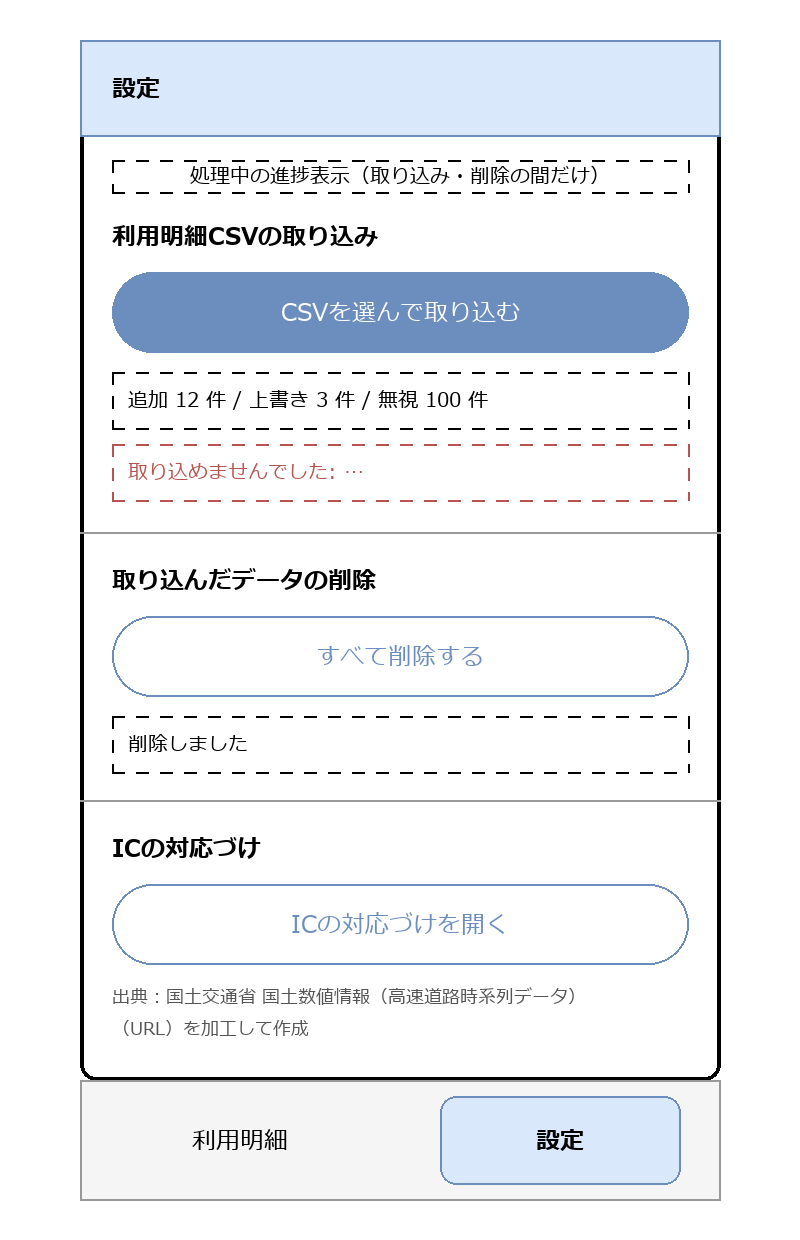 設定
処理中の進捗表示（取り込み・削除の間だけ）
利用明細CSVの取り込み
CSVを選んで取り込む
追加 12 件 / 上書き 3 件 / 無視 100 件
取り込めませんでした: …
取り込んだデータの削除
すべて削除する
削除しました
ICの対応づけ
ICの対応づけを開く
出典：国土交通省 国土数値情報（高速道路時系列データ）
（URL）を加工して作成
利用明細
設定